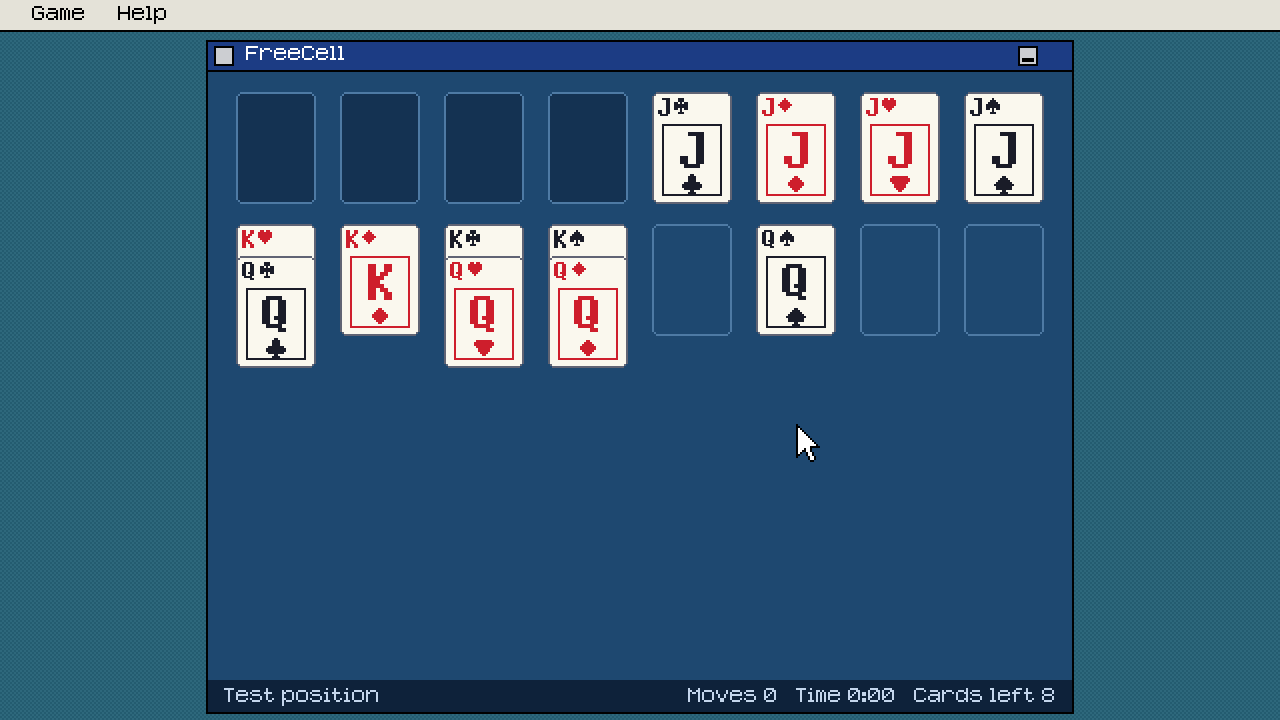 Game Help
FreeCell
J♣ J♦ J♥ J♠
J J J J
K♥ K♦ K♣ K♠ Q♠
Q♣ K Q♥ Q♦ Q
Q Q Q
Test position Moves 0 Time 0:00 Cards left 8